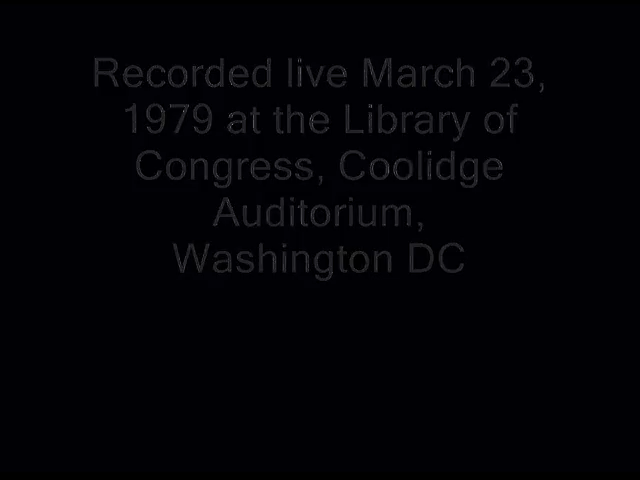 Recorded live March 23,
1979 at the Library of
Congress, Coolidge
Auditorium,
Washington DC